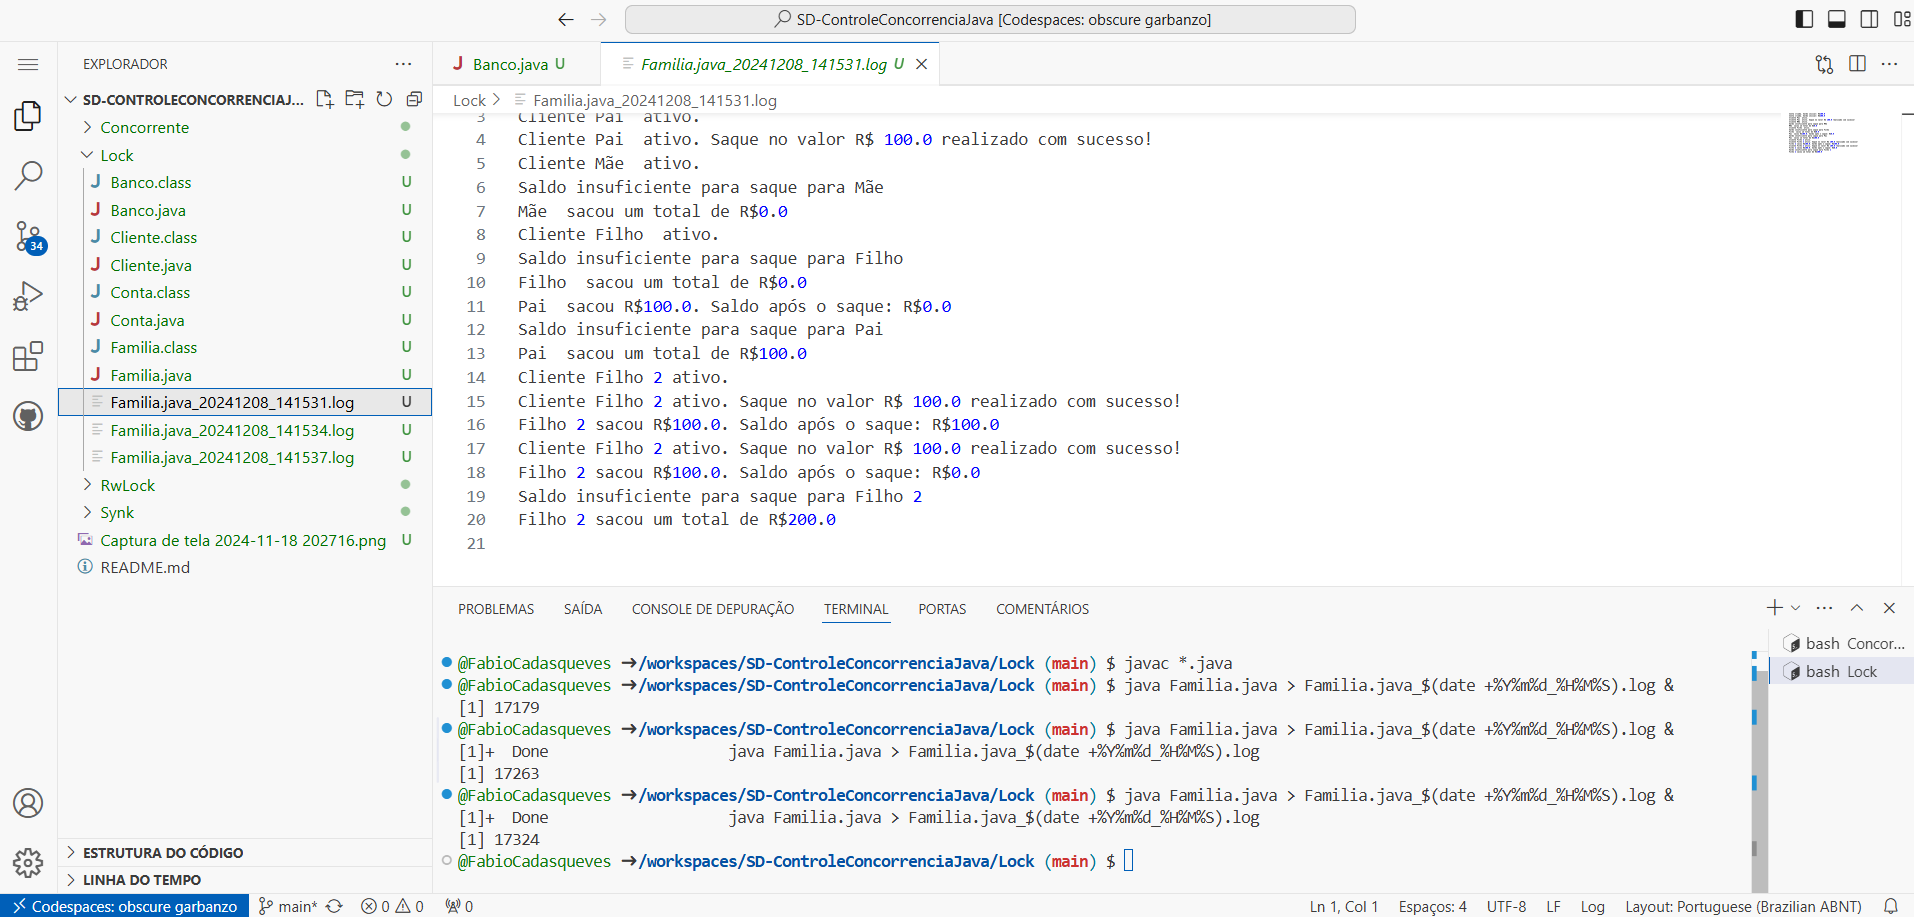 SD-ControleConcorrenciaJava [Codespaces: obscure garbanzo]
EXPLORADOR
SD-CONTROLECONCORRENCIAJ...
Concorrente
Lock
Banco.class U
Banco.java U
Cliente.class U
Cliente.java U
Conta.class U
Conta.java U
Familia.class U
Familia.java U
Familia.java_20241208_141531.log U
Familia.java_20241208_141534.log U
Familia.java_20241208_141537.log U
RwLock
Synk
Captura de tela 2024-11-18 202716.png U
README.md
ESTRUTURA DO CÓDIGO
LINHA DO TEMPO
34
Banco.java U
Familia.java_20241208_141531.log U
Lock > Familia.java_20241208_141531.log
3 Cliente Pai  ativo.
4 Cliente Pai  ativo. Saque no valor R$ 100.0 realizado com sucesso!
5 Cliente Mãe  ativo.
6 Saldo insuficiente para saque para Mãe
7 Mãe  sacou um total de R$0.0
8 Cliente Filho  ativo.
9 Saldo insuficiente para saque para Filho
10 Filho  sacou um total de R$0.0
11 Pai  sacou R$100.0. Saldo após o saque: R$0.0
12 Saldo insuficiente para saque para Pai
13 Pai  sacou um total de R$100.0
14 Cliente Filho 2 ativo.
15 Cliente Filho 2 ativo. Saque no valor R$ 100.0 realizado com sucesso!
16 Filho 2 sacou R$100.0. Saldo após o saque: R$100.0
17 Cliente Filho 2 ativo. Saque no valor R$ 100.0 realizado com sucesso!
18 Filho 2 sacou R$100.0. Saldo após o saque: R$0.0
19 Saldo insuficiente para saque para Filho 2
20 Filho 2 sacou um total de R$200.0
21
PROBLEMAS SAÍDA CONSOLE DE DEPURAÇÃO TERMINAL PORTAS COMENTÁRIOS
@FabioCadasqueves ➜/workspaces/SD-ControleConcorrenciaJava/Lock (main) $ javac *.java
@FabioCadasqueves ➜/workspaces/SD-ControleConcorrenciaJava/Lock (main) $ java Familia.java > Familia.java_$(date +%Y%m%d_%H%M%S).log &
[1] 17179
@FabioCadasqueves ➜/workspaces/SD-ControleConcorrenciaJava/Lock (main) $ java Familia.java > Familia.java_$(date +%Y%m%d_%H%M%S).log &
[1]+  Done                    java Familia.java > Familia.java_$(date +%Y%m%d_%H%M%S).log
[1] 17263
@FabioCadasqueves ➜/workspaces/SD-ControleConcorrenciaJava/Lock (main) $ java Familia.java > Familia.java_$(date +%Y%m%d_%H%M%S).log &
[1]+  Done                    java Familia.java > Familia.java_$(date +%Y%m%d_%H%M%S).log
[1] 17324
@FabioCadasqueves ➜/workspaces/SD-ControleConcorrenciaJava/Lock (main) $
bash Concor...
bash Lock
Codespaces: obscure garbanzo main* 0 0 0 Ln 1, Col 1 Espaços: 4 UTF-8 LF Log Layout: Portuguese (Brazilian ABNT)